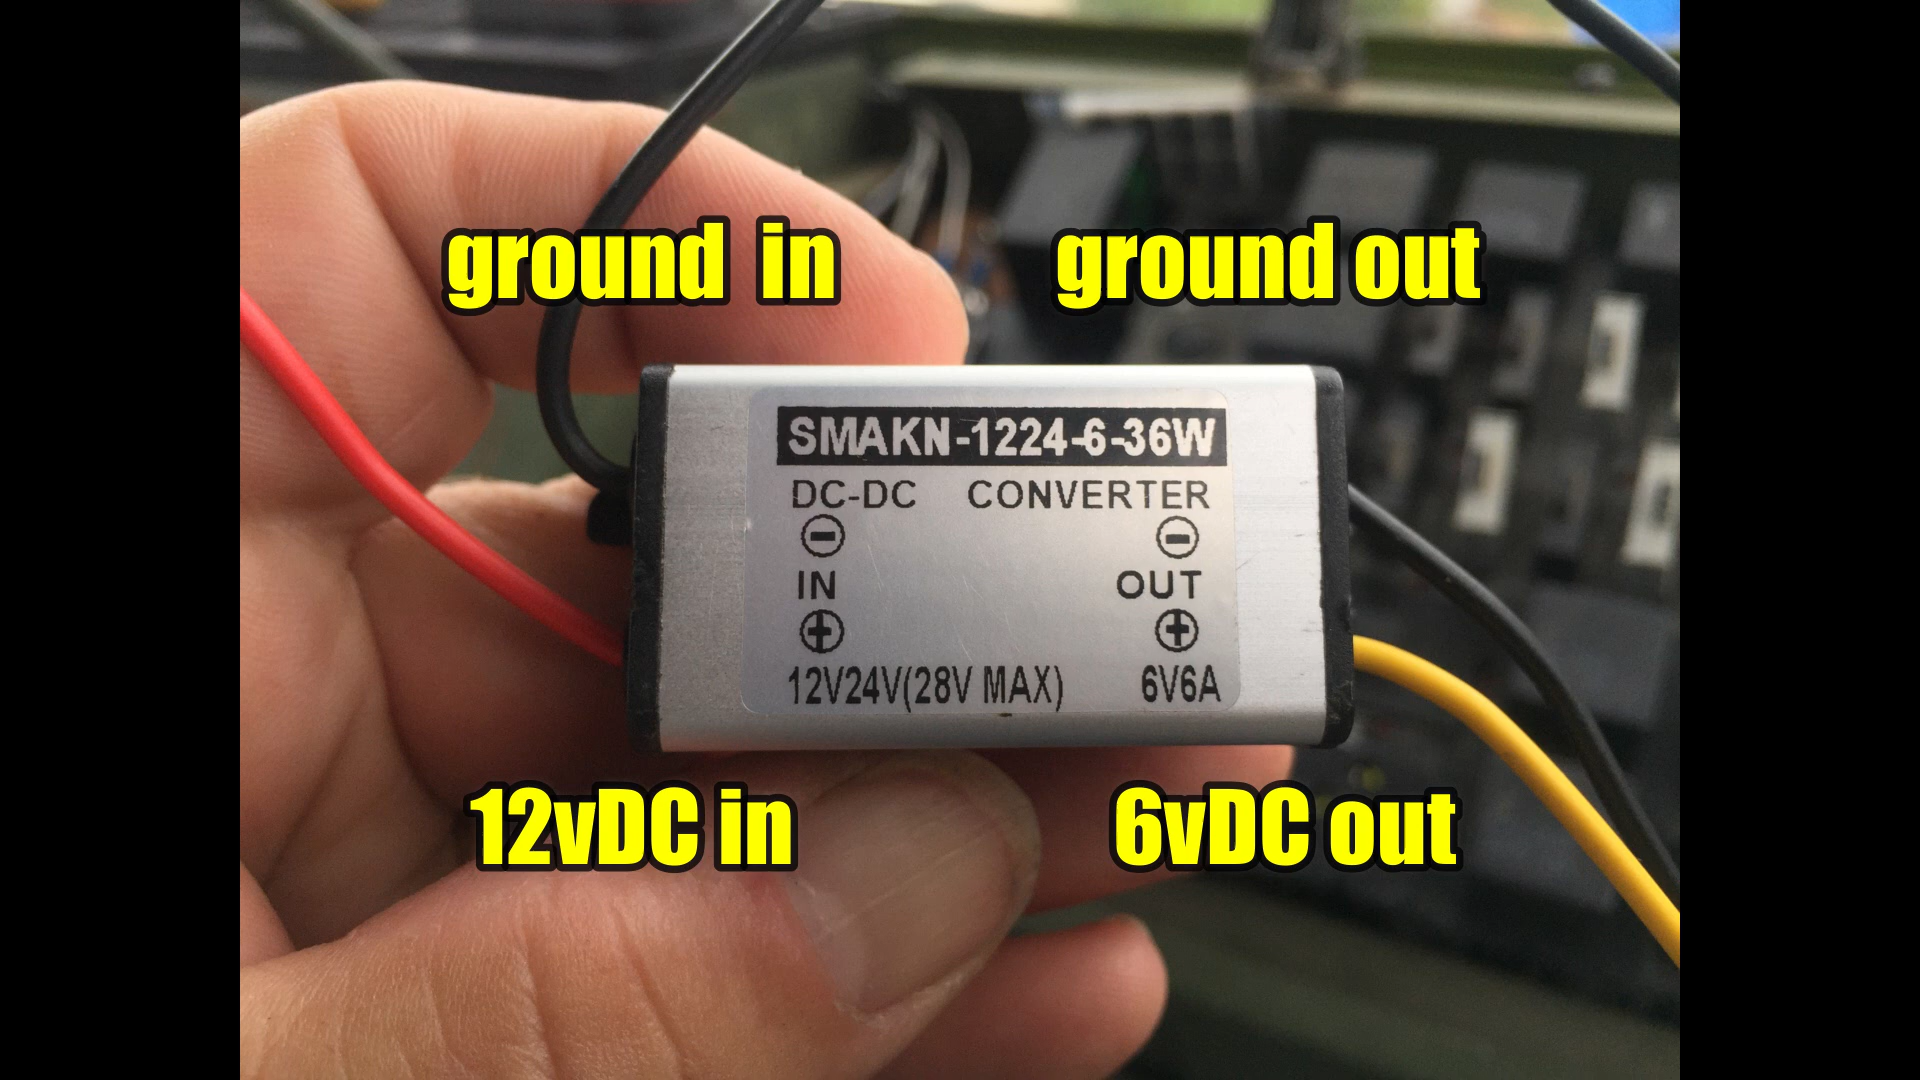 ground in
ground out
SMAKN-1224-6-36W
DC-DC CONVERTER
IN
OUT
12V24V(28V MAX)
6V6A
12vDC in
6vDC out